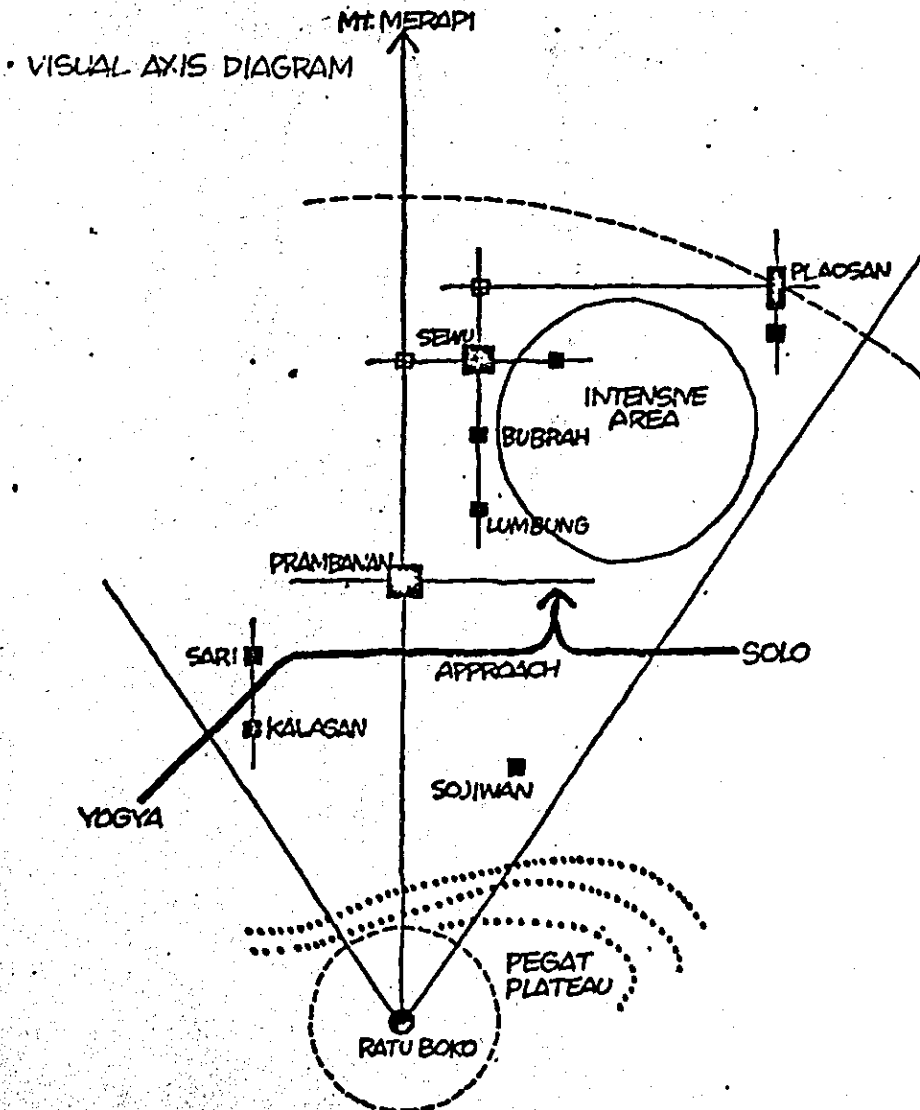 Mt. MERAPI
• VISUAL AXIS DIAGRAM
PLAOSAN
SEWU
INTENSIVE
AREA
BUBRAH
LUMBUNG
PRAMBANAN
SARI
SOLO
APPROACH
KALASAN
SOJIWAN
YOGYA
PEGAT
PLATEAU
RATU BOKO